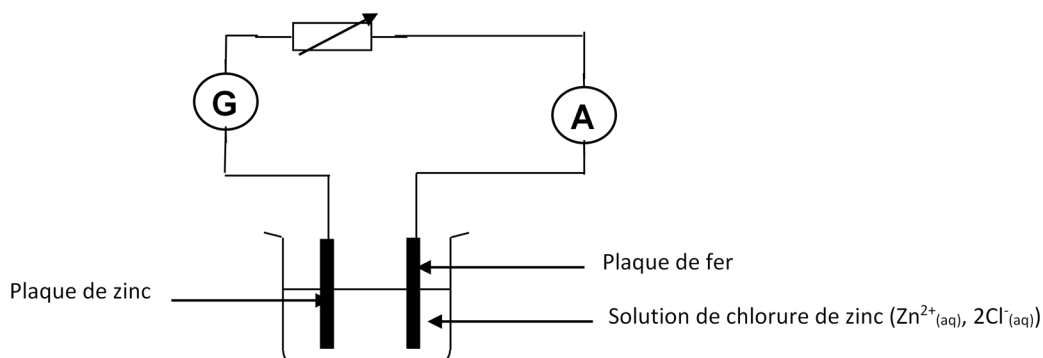 G
A
Plaque de fer
Plaque de zinc
Solution de chlorure de zinc (Zn²⁺(aq), 2Cl⁻(aq))